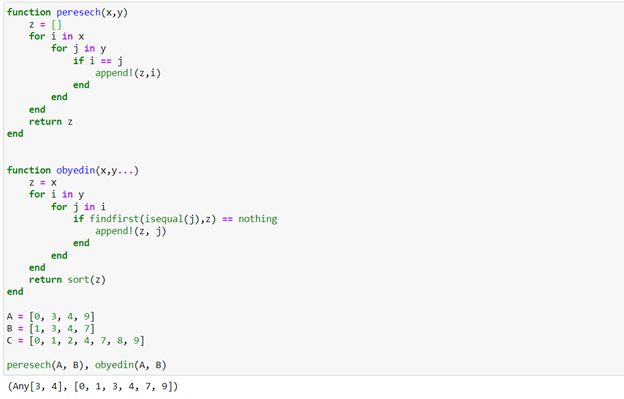 function peresech(x,y)
    z = []
    for i in x
        for j in y
            if i == j
                append!(z,i)
            end
        end
    end
    return z
end
function obyedin(x,y...)
    z = x
    for i in y
        for j in i
            if findfirst(isequal(j),z) == nothing
                append!(z, j)
            end
        end
    end
    return sort(z)
end
A = [0, 3, 4, 9]
B = [1, 3, 4, 7]
C = [0, 1, 2, 4, 7, 8, 9]
peresech(A, B), obyedin(A, B)
(Any[3, 4], [0, 1, 3, 4, 7, 9])